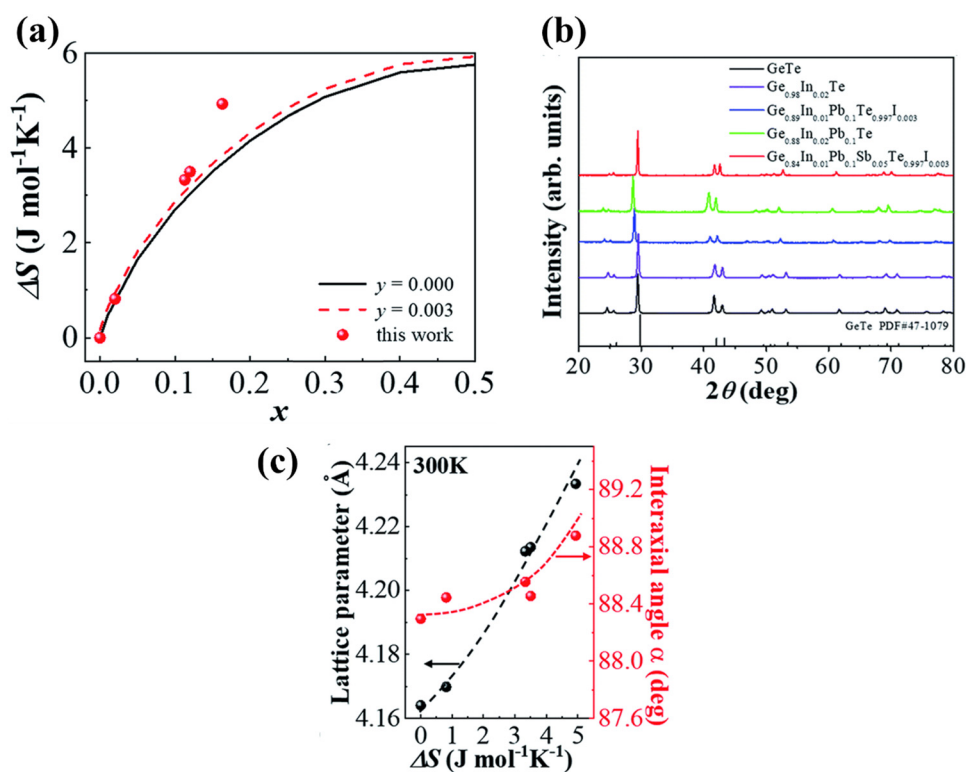 (a)
6
4
2
0
ΔS (J mol⁻¹K⁻¹)
y = 0.000
y = 0.003
this work
0.0 0.1 0.2 0.3 0.4 0.5
x
(b)
Intensity (arb. units)
GeTe
Ge₀.₉₈In₀.₀₂Te
Ge₀.₈₉In₀.₀₁Pb₀.₁Te₀.₉₉₇I₀.₀₀₃
Ge₀.₈₈In₀.₀₂Pb₀.₁Te
Ge₀.₈₄In₀.₀₁Pb₀.₁Sb₀.₀₅Te₀.₉₉₇I₀.₀₀₃
GeTe PDF#47-1079
20 30 40 50 60 70 80
2θ (deg)
(c)
300K
4.24
4.22
4.20
4.18
4.16
Lattice parameter (Å)
89.2
88.8
88.4
88.0
87.6
Interaxial angle α (deg)
0 1 2 3 4 5
ΔS (J mol⁻¹K⁻¹)